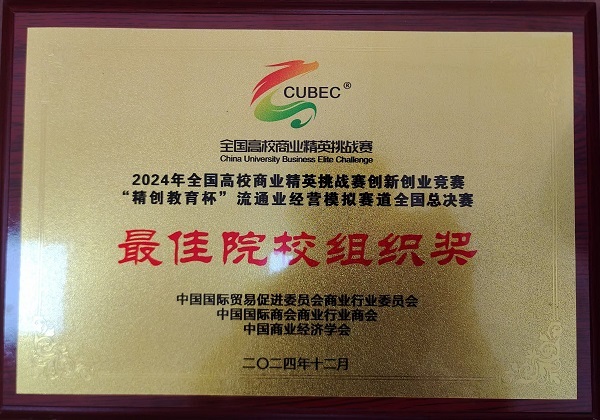 CUBEC®
全国高校商业精英挑战赛
China University Business Elite Challenge
2024年全国高校商业精英挑战赛创新创业竞赛
“精创教育杯”流通业经营模拟赛道全国总决赛
最佳院校组织奖
中国国际贸易促进委员会商业行业委员会
中国国际商会商业行业商会
中国商业经济学会
二〇二四年十二月